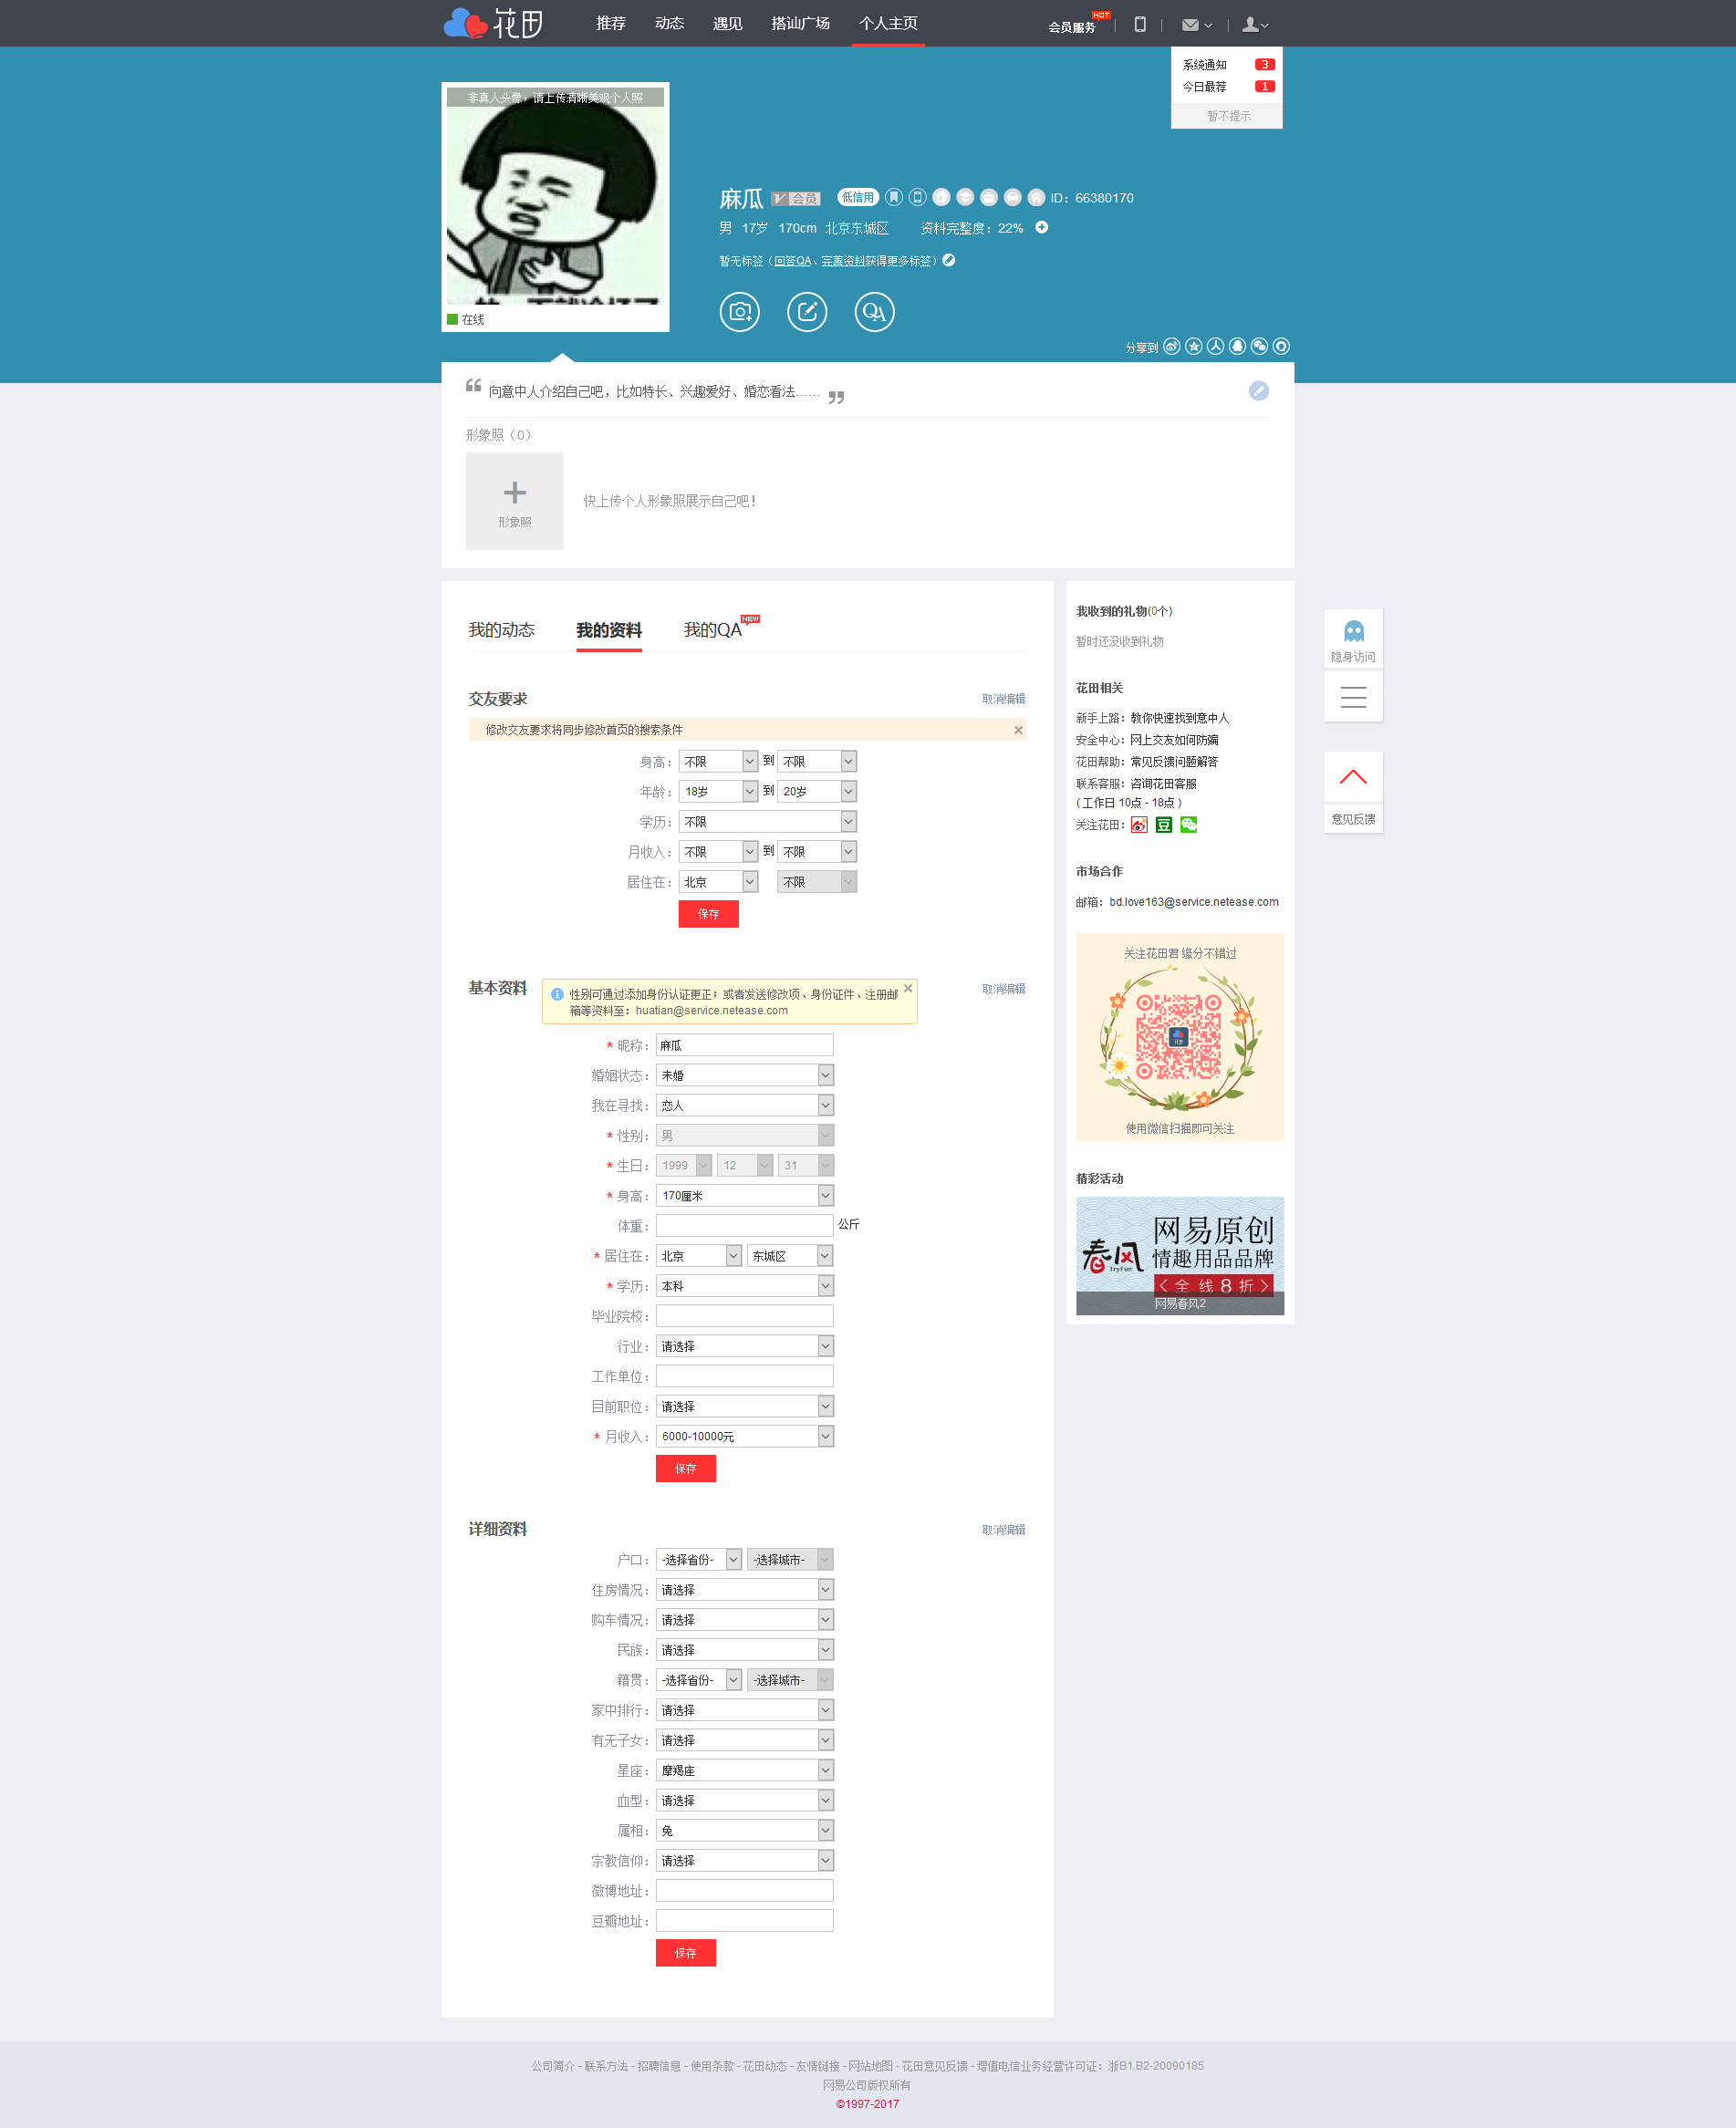 花田 推荐 动态 遇见 搭讪广场 个人主页 会员服务 HOT
系统通知 3
今日最荐 1
暂不提示
非真人头像，请上传清晰美观个人照
在线
麻瓜 V 会员 低信用 ID：66380170
男 17岁 170cm 北京东城区 资料完整度：22%
暂无标签（回答QA、完善资料获得更多标签）
QA
分享到
“ 向意中人介绍自己吧，比如特长、兴趣爱好、婚恋看法…… ”
形象照（0）
形象照
快上传个人形象照展示自己吧！
我的动态 我的资料 我的QA NEW
交友要求 取消编辑
修改交友要求将同步修改首页的搜索条件
身高： 不限 到 不限
年龄： 18岁 到 20岁
学历： 不限
月收入： 不限 到 不限
居住在： 北京 不限
保存
基本资料 取消编辑
性别可通过添加身份认证更正；或者发送修改项、身份证件、注册邮
箱等资料至：huatian@service.netease.com
* 昵称： 麻瓜
婚姻状态： 未婚
我在寻找： 恋人
* 性别： 男
* 生日： 1999 12 31
* 身高： 170厘米
体重： 公斤
* 居住在： 北京 东城区
* 学历： 本科
毕业院校：
行业： 请选择
工作单位：
目前职位： 请选择
* 月收入： 6000-10000元
保存
详细资料 取消编辑
户口： -选择省份- -选择城市-
住房情况： 请选择
购车情况： 请选择
民族： 请选择
籍贯： -选择省份- -选择城市-
家中排行： 请选择
有无子女： 请选择
星座： 摩羯座
血型： 请选择
属相： 兔
宗教信仰： 请选择
微博地址：
豆瓣地址：
保存
我收到的礼物(0个)
暂时还没收到礼物
花田相关
新手上路：教你快速找到意中人
安全中心：网上交友如何防骗
花田帮助：常见反馈问题解答
联系客服：咨询花田客服
( 工作日 10点 - 18点 )
关注花田： 豆
市场合作
邮箱：bd.love163@service.netease.com
关注花田君 缘分不错过
花田
使用微信扫描即可关注
精彩活动
网易原创
春风 TryFun 情趣用品品牌
全线8折
网易春风2
隐身访问
意见反馈
公司简介 - 联系方法 - 招聘信息 - 使用条款 - 花田动态 - 友情链接 - 网站地图 - 花田意见反馈 - 增值电信业务经营许可证：浙B1.B2-20090185
网易公司版权所有
©1997-2017